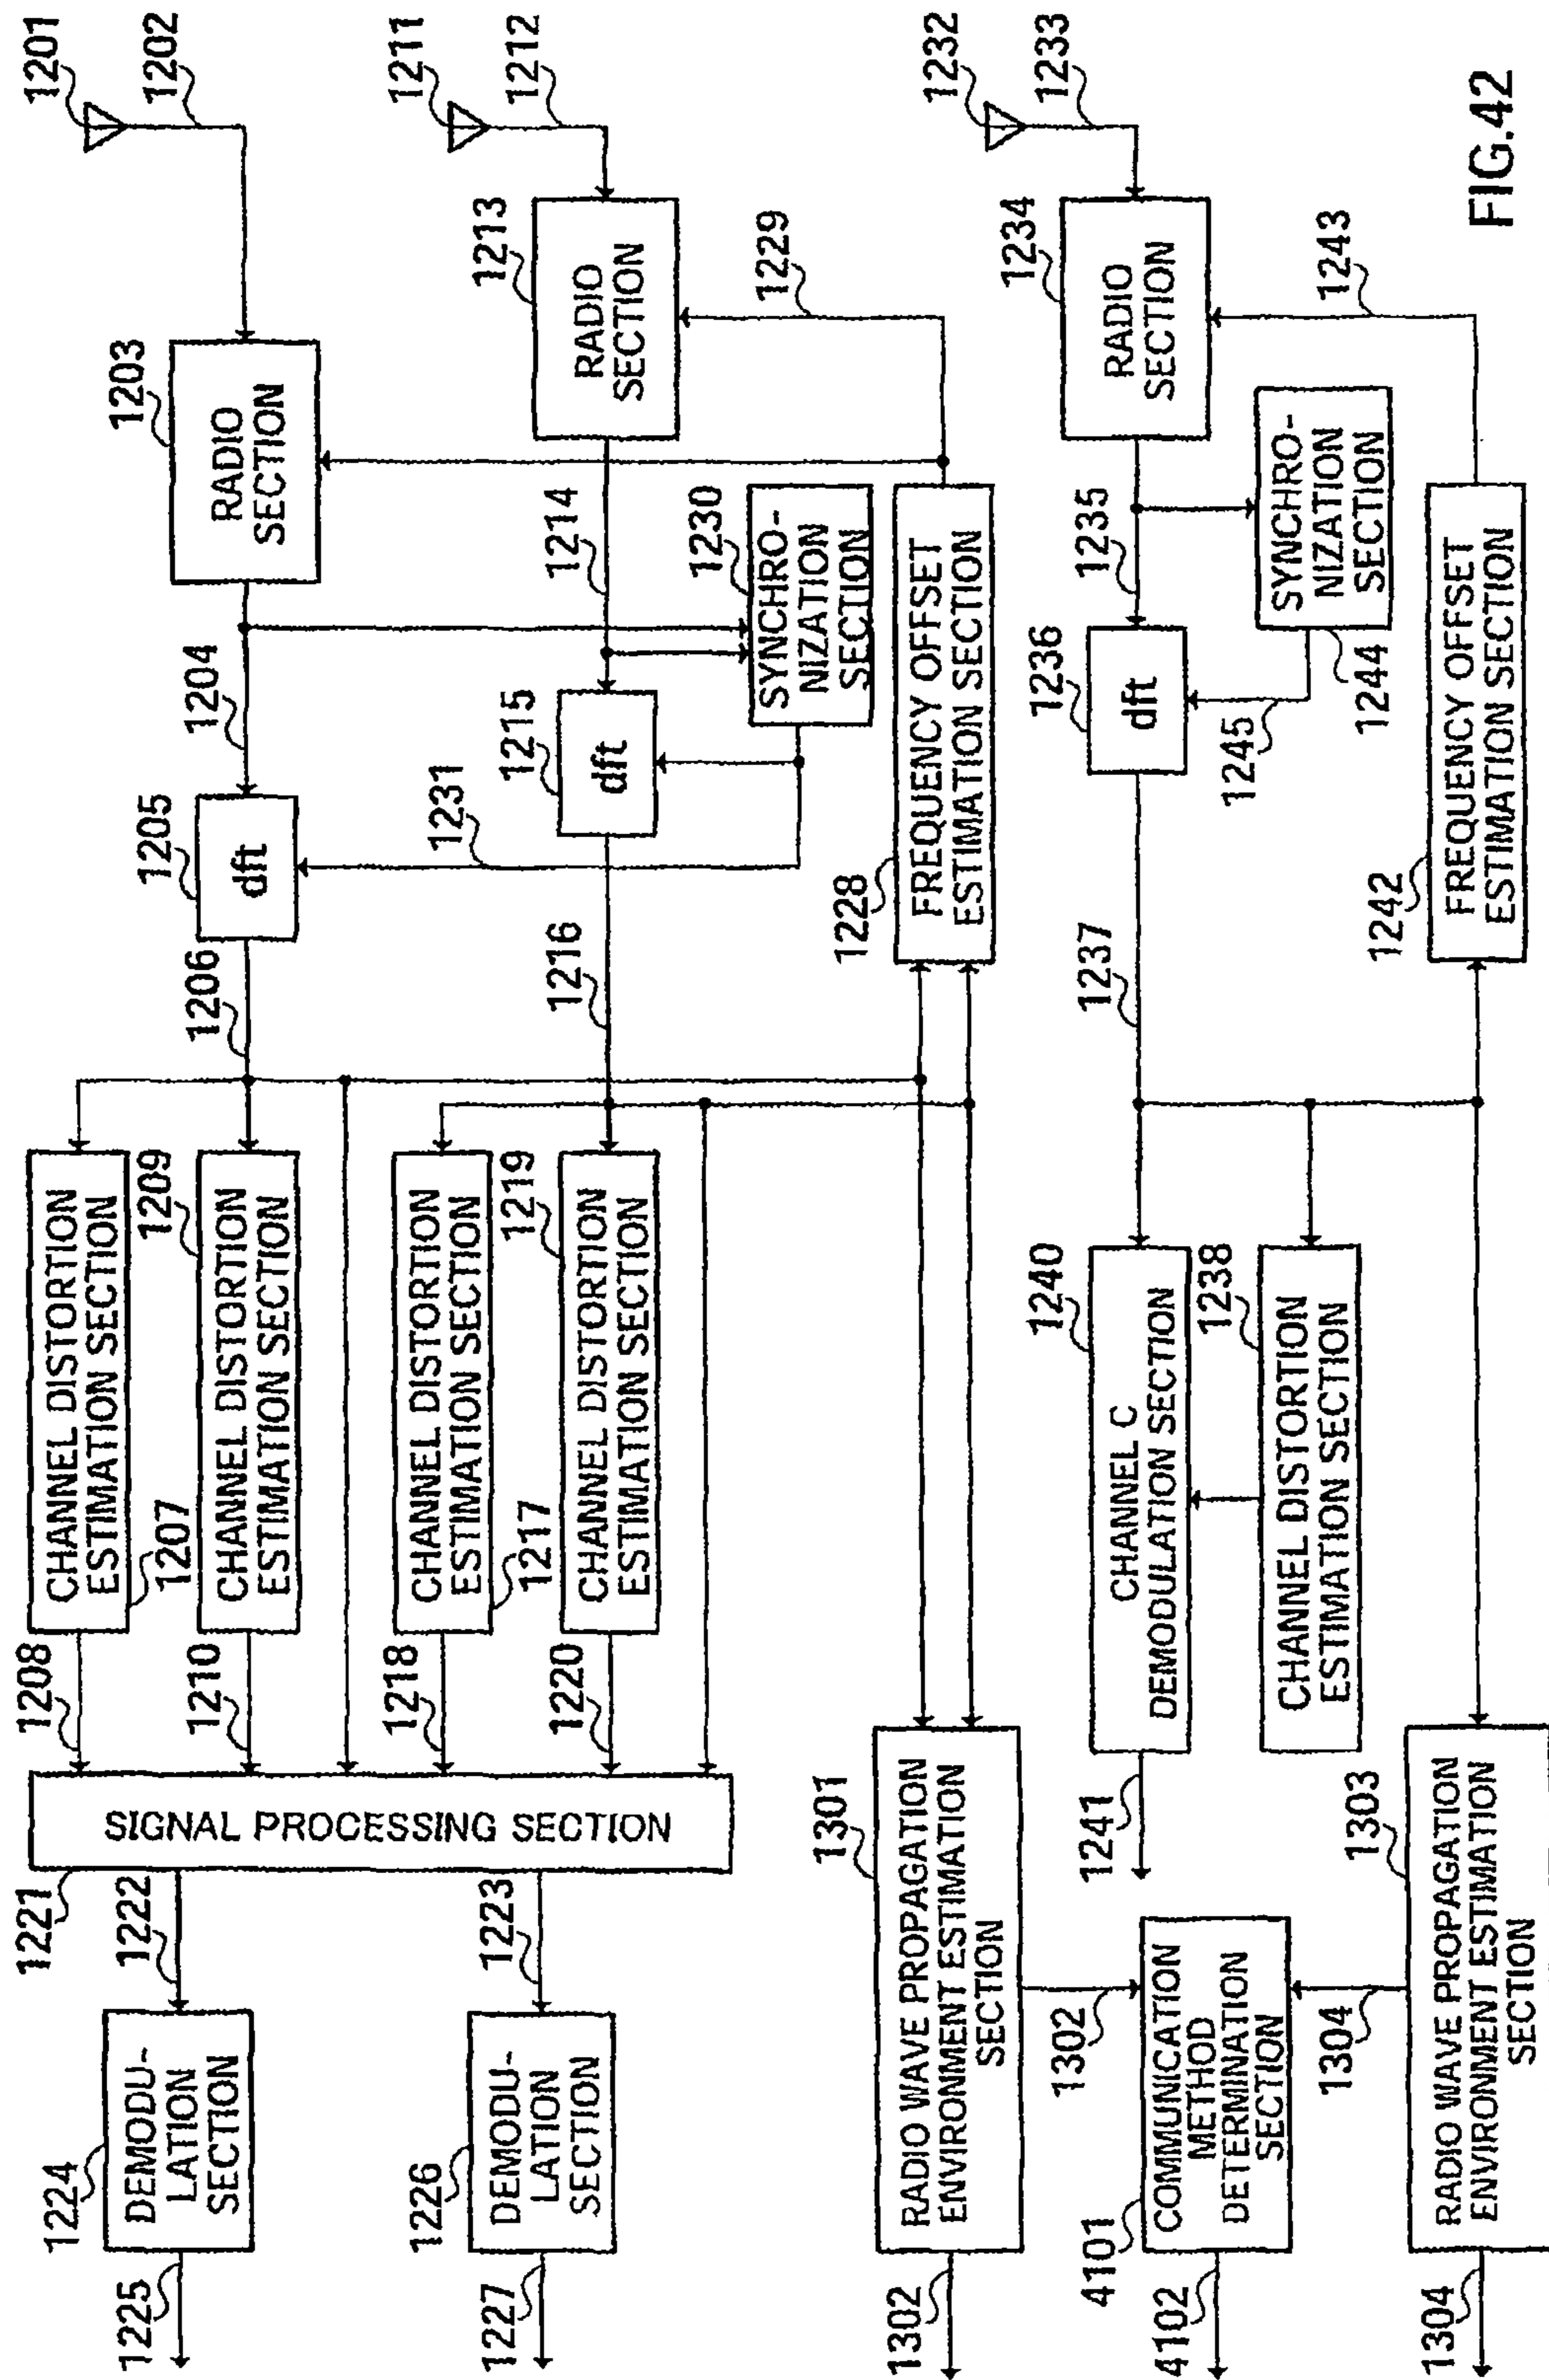 1201
1202
1203
RADIO
SECTION
1204
1205
dft
1206
CHANNEL DISTORTION
ESTIMATION SECTION
1207
1208
1209
CHANNEL DISTORTION
ESTIMATION SECTION
1210
1211
1212
1213
RADIO
SECTION
1214
1215
dft
1216
CHANNEL DISTORTION
ESTIMATION SECTION
1217
1218
1219
CHANNEL DISTORTION
ESTIMATION SECTION
1220
SIGNAL PROCESSING SECTION
1221
1222
1223
1224
DEMODU-
LATION
SECTION
1225
1226
DEMODU-
LATION
SECTION
1227
1228
FREQUENCY OFFSET
ESTIMATION SECTION
1229
1230
SYNCHRO-
NIZATION
SECTION
1231
1301
RADIO WAVE PROPAGATION
ENVIRONMENT ESTIMATION
SECTION
1302
1302
1232
1233
1234
RADIO
SECTION
1235
1236
dft
1237
1240
CHANNEL C
DEMODULATION SECTION
1241
1238
CHANNEL DISTORTION
ESTIMATION SECTION
1242
FREQUENCY OFFSET
ESTIMATION SECTION
1243
SYNCHRO-
NIZATION
SECTION
1244
1245
4101
COMMUNICATION
METHOD
DETERMINATION
SECTION
4102
1303
RADIO WAVE PROPAGATION
ENVIRONMENT ESTIMATION
SECTION
1304
1304
FIG.42